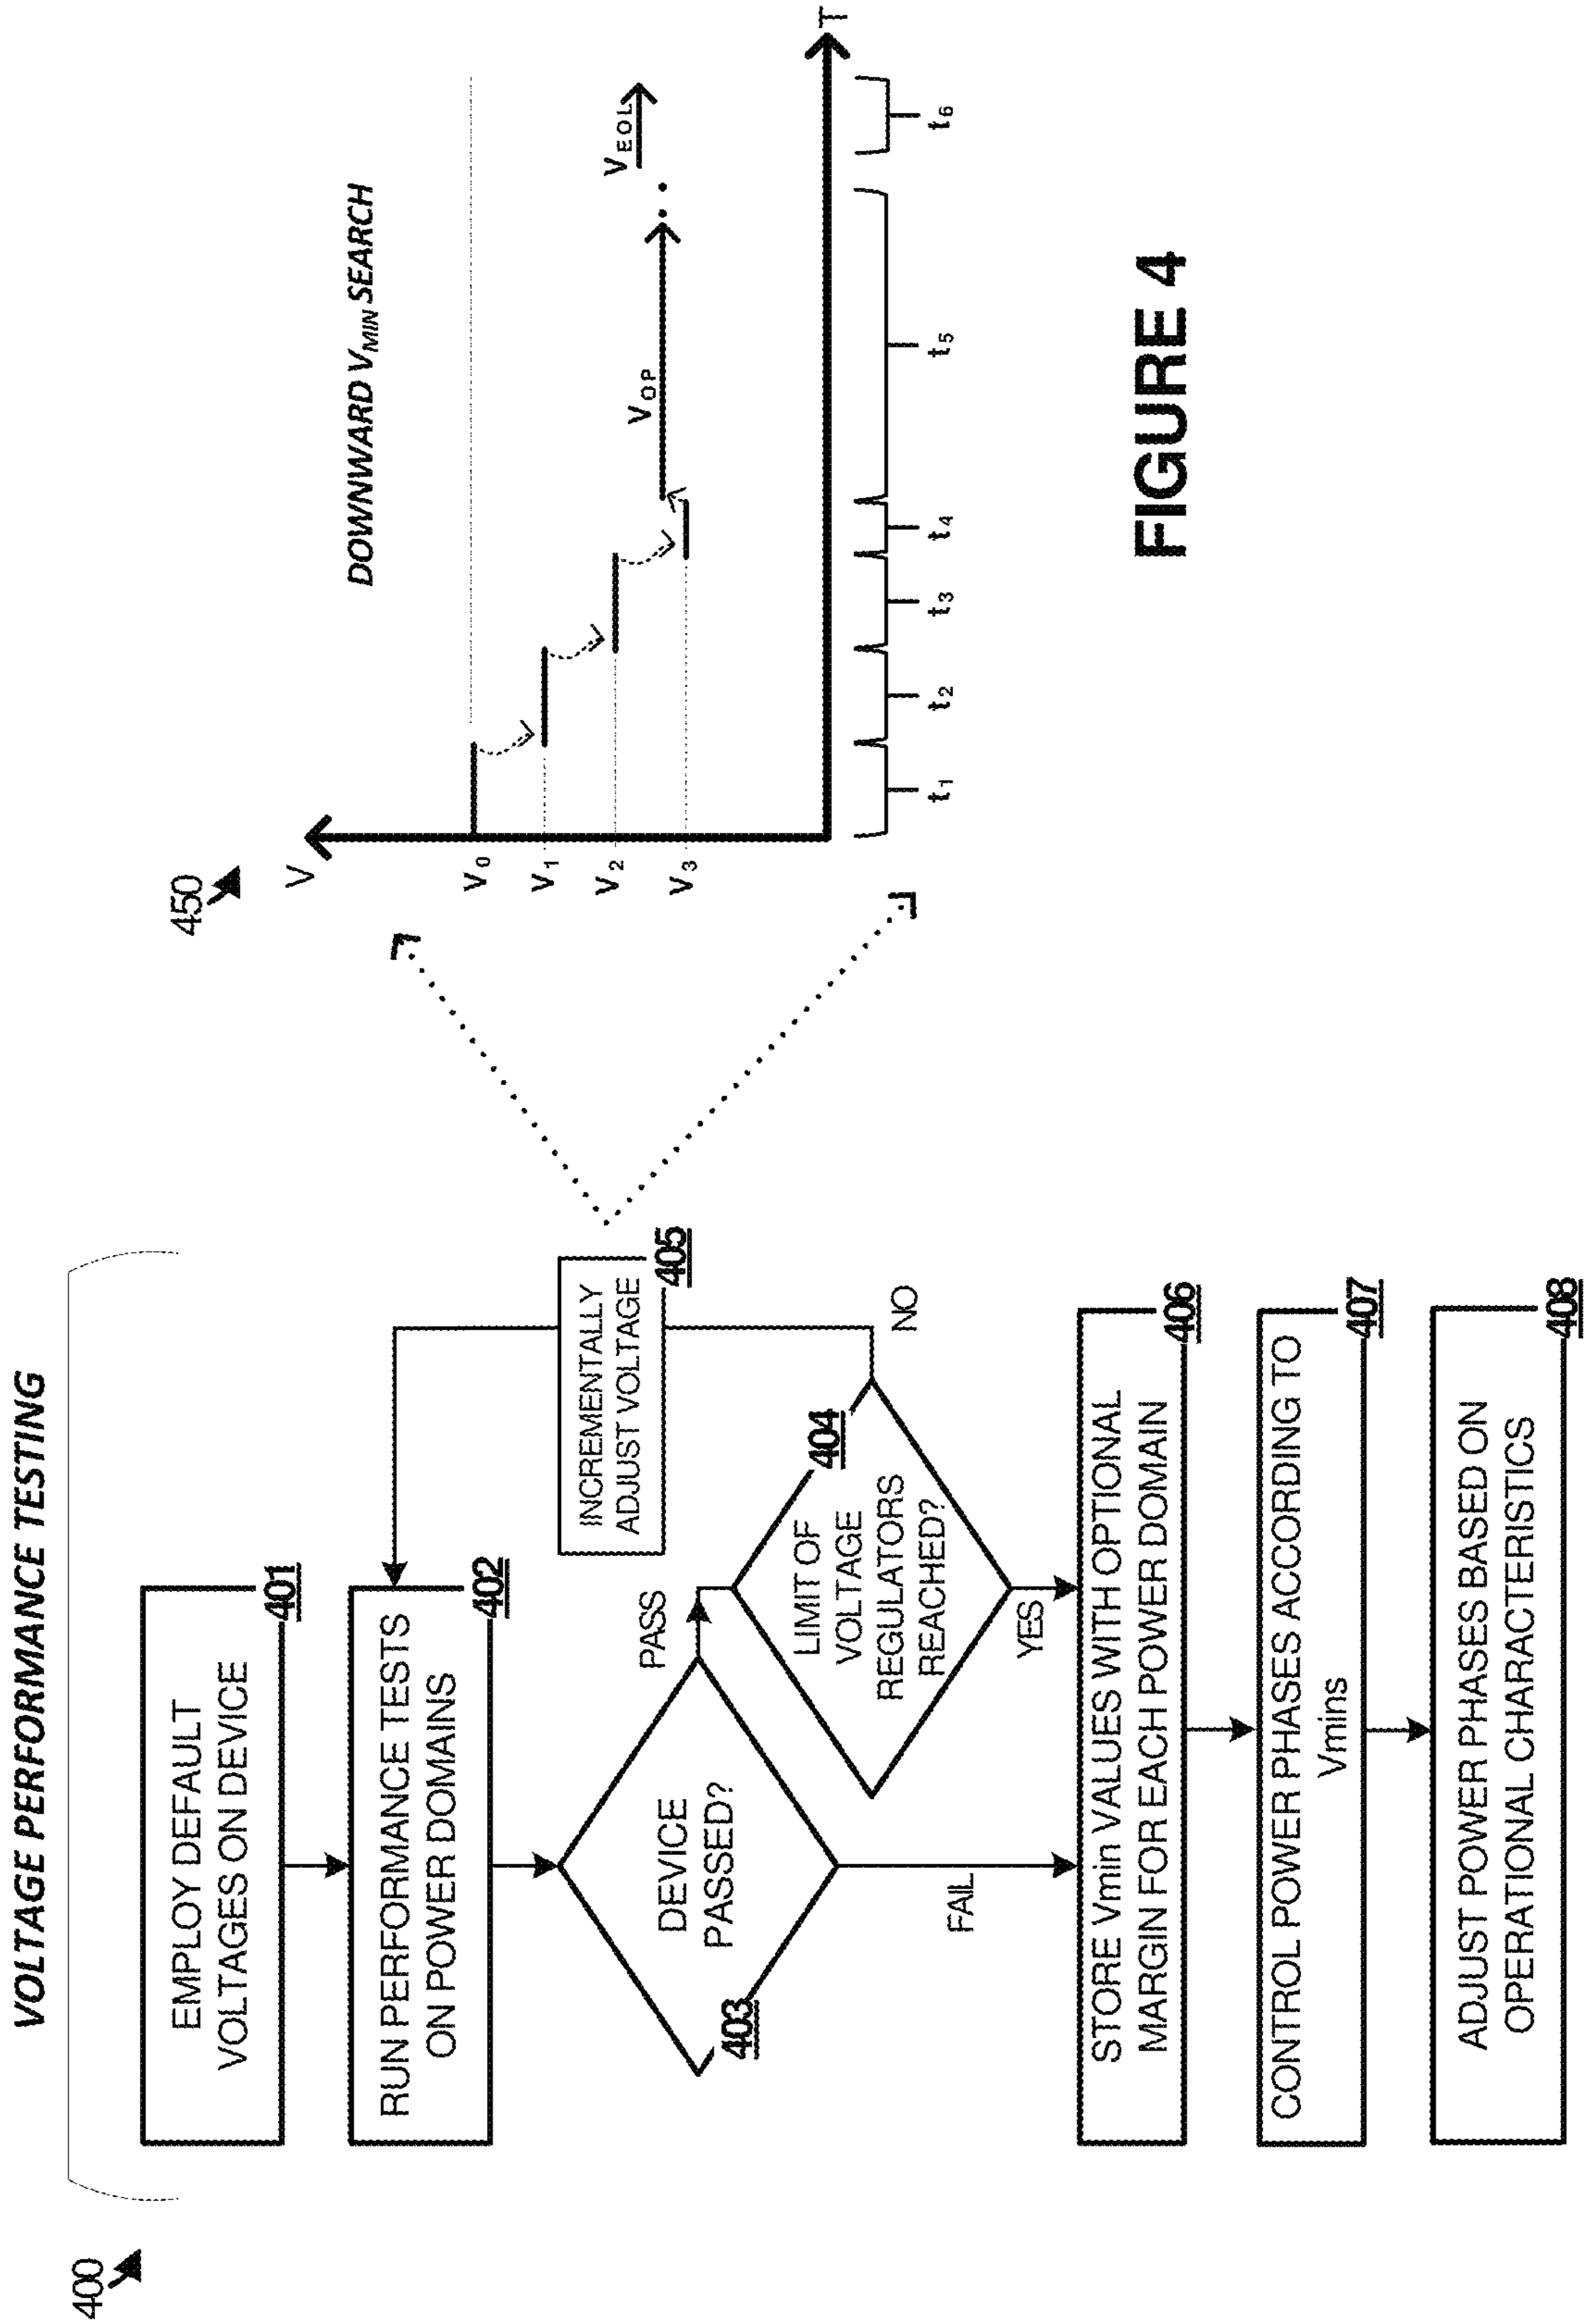 VOLTAGE PERFORMANCE TESTING
400
EMPLOY DEFAULT
VOLTAGES ON DEVICE
401
RUN PERFORMANCE TESTS
ON POWER DOMAINS
402
DEVICE
PASSED?
403
PASS
FAIL
LIMIT OF
VOLTAGE
REGULATORS
REACHED?
404
NO
YES
INCREMENTALLY
ADJUST VOLTAGE
405
STORE Vmin VALUES WITH OPTIONAL
MARGIN FOR EACH POWER DOMAIN
406
CONTROL POWER PHASES ACCORDING TO
Vmins
407
ADJUST POWER PHASES BASED ON
OPERATIONAL CHARACTERISTICS
408
450
DOWNWARD VMIN SEARCH
V
V0
V1
V2
V3
VOP
VEOL
T
t1
t2
t3
t4
t5
t6
FIGURE 4